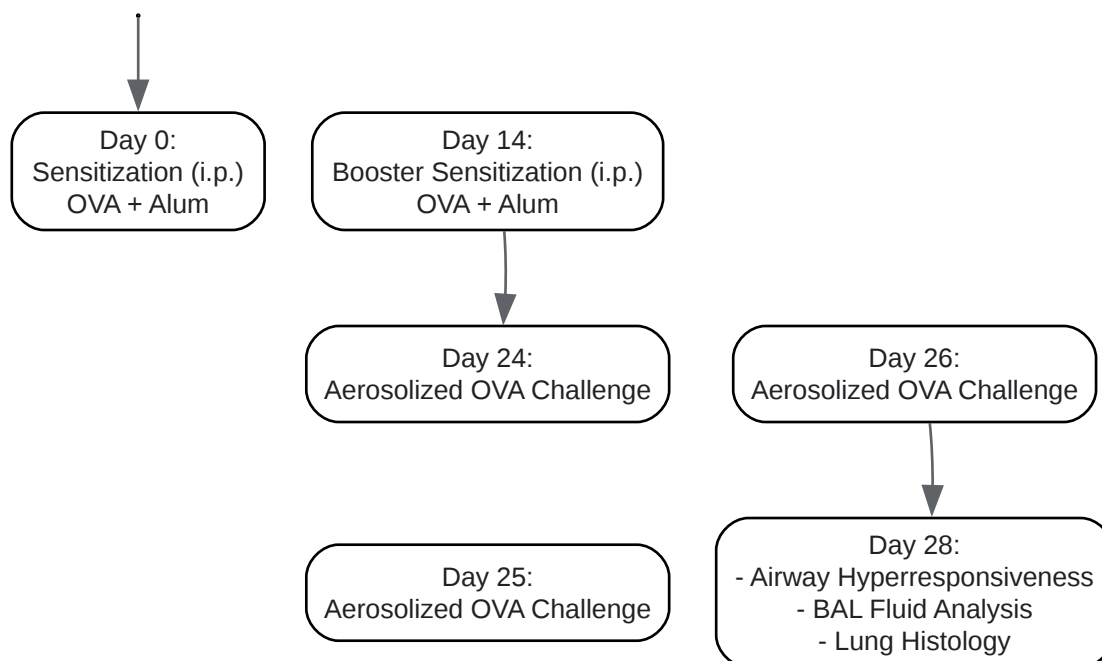 Day 0:
Sensitization (i.p.)
OVA + Alum
Day 14:
Booster Sensitization (i.p.)
OVA + Alum
Day 24:
Aerosolized OVA Challenge
Day 26:
Aerosolized OVA Challenge
Day 25:
Aerosolized OVA Challenge
Day 28:
- Airway Hyperresponsiveness
- BAL Fluid Analysis
- Lung Histology